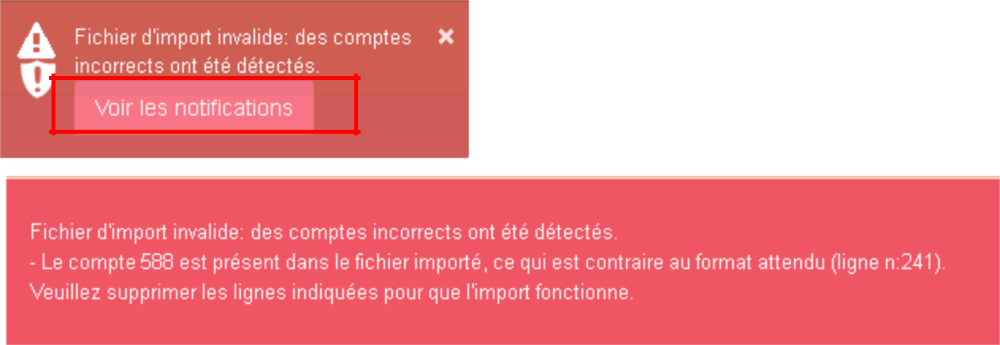 Fichier d'import invalide: des comptes
incorrects ont été détectés.
Voir les notifications
Fichier d'import invalide: des comptes incorrects ont été détectés.
- Le compte 588 est présent dans le fichier importé, ce qui est contraire au format attendu (ligne n:241).
Veuillez supprimer les lignes indiquées pour que l'import fonctionne.